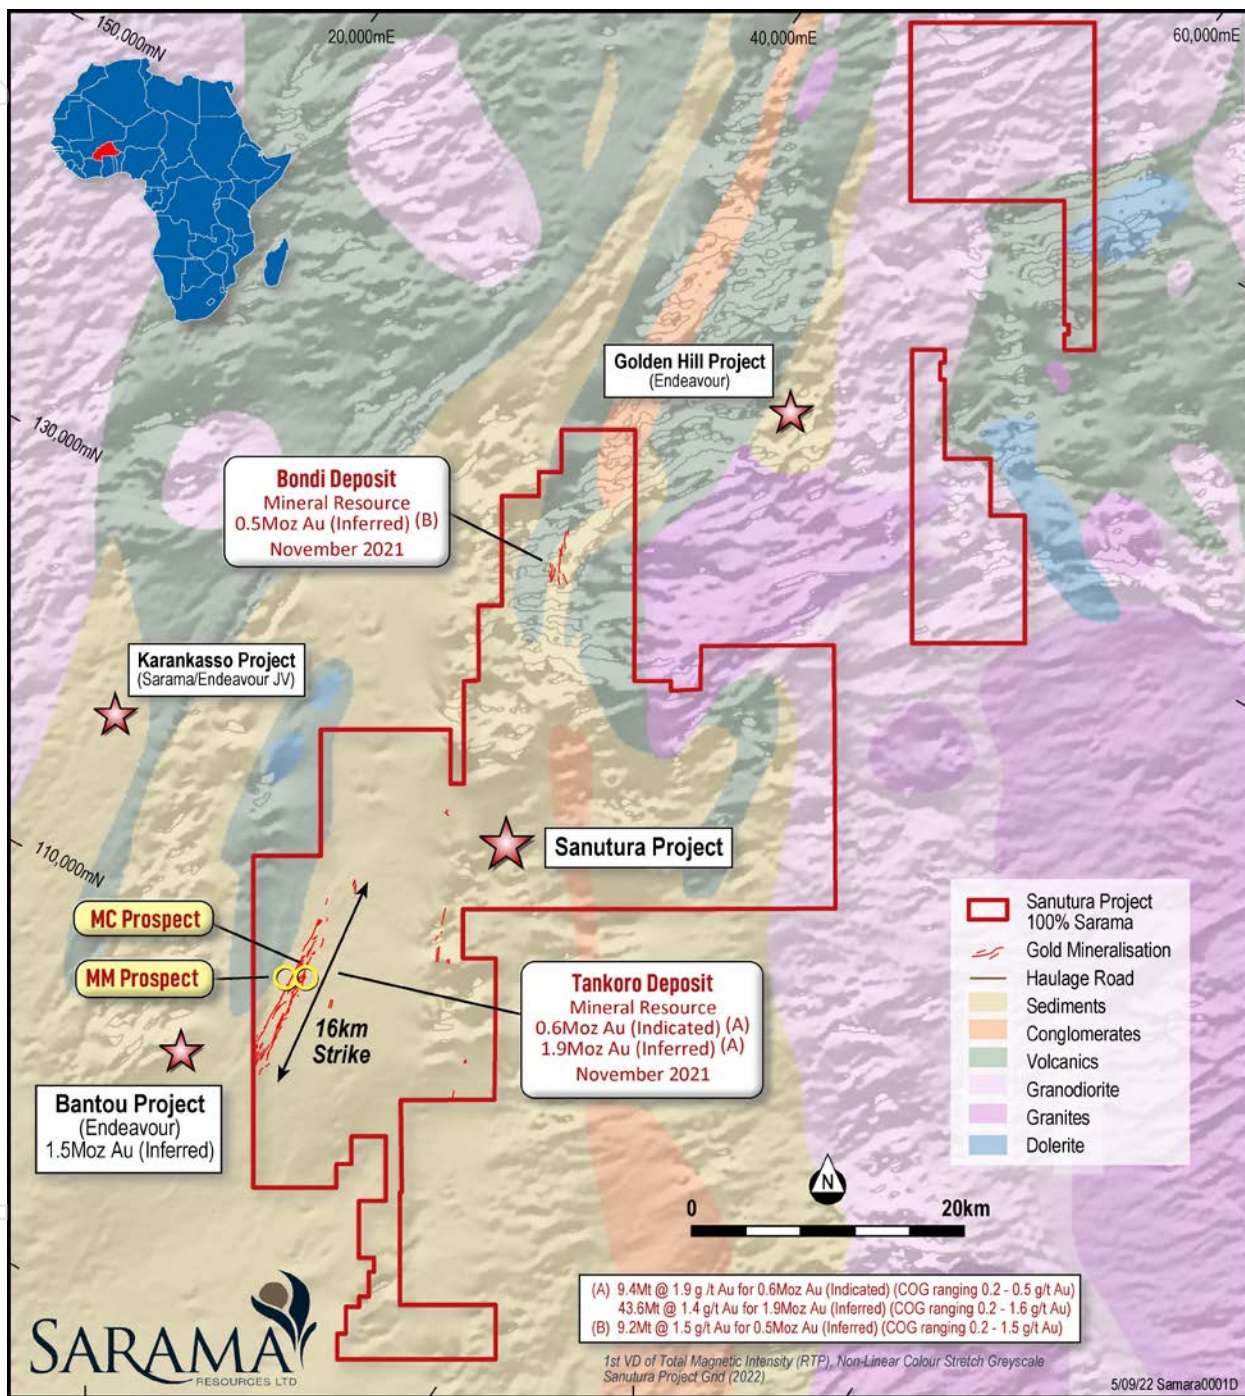 150,000mN
20,000mE
40,000mE
60,000mE
Golden Hill Project
(Endeavour)
130,000mN
Bondi Deposit
Mineral Resource
0.5Moz Au (Inferred) (B)
November 2021
Karankasso Project
(Sarama/Endeavour JV)
110,000mN
Sanutura Project
MC Prospect
MM Prospect
16km
Strike
Tankoro Deposit
Mineral Resource
0.6Moz Au (Indicated) (A)
1.9Moz Au (Inferred) (A)
November 2021
Bantou Project
(Endeavour)
1.5Moz Au (Inferred)
Sanutura Project
100% Sarama
Gold Mineralisation
Haulage Road
Sediments
Conglomerates
Volcanics
Granodiorite
Granites
Dolerite
N
0 20km
(A) 9.4Mt @ 1.9 g /t Au for 0.6Moz Au (Indicated) (COG ranging 0.2 - 0.5 g/t Au)
43.6Mt @ 1.4 g/t Au for 1.9Moz Au (Inferred) (COG ranging 0.2 - 1.6 g/t Au)
(B) 9.2Mt @ 1.5 g/t Au for 0.5Moz Au (Inferred) (COG ranging 0.2 - 1.5 g/t Au)
SARAMA
RESOURCES LTD
1st VD of Total Magnetic Intensity (RTP), Non-Linear Colour Stretch Greyscale
Sanutura Project Grid (2022)
5/09/22 Samara0001D